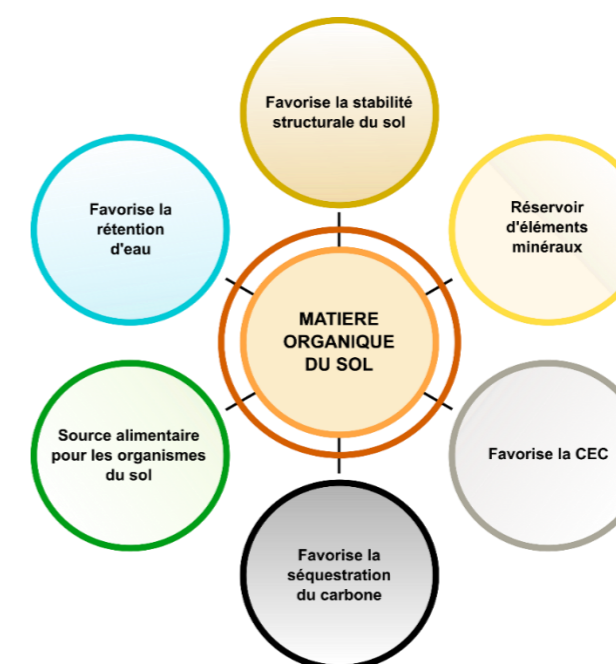 Favorise la stabilité
structurale du sol
Favorise la
rétention
d'eau
Réservoir
d'éléments
minéraux
MATIERE
ORGANIQUE
DU SOL
Source alimentaire
pour les organismes
du sol
Favorise la CEC
Favorise la
séquestration
du carbone